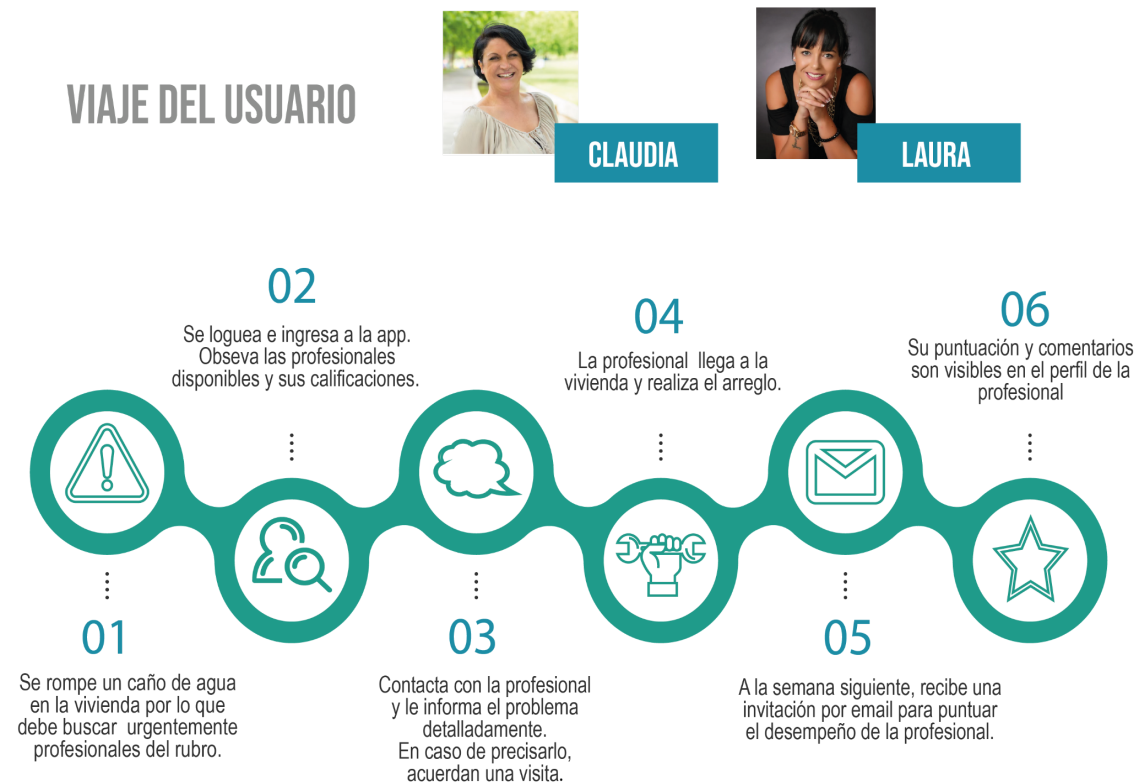 VIAJE DEL USUARIO
CLAUDIA
LAURA
01
Se rompe un caño de agua
en la vivienda por lo que
debe buscar urgentemente
profesionales del rubro.
02
Se loguea e ingresa a la app.
Obseva las profesionales
disponibles y sus calificaciones.
03
Contacta con la profesional
y le informa el problema
detalladamente.
En caso de precisarlo,
acuerdan una visita.
04
La profesional llega a la
vivienda y realiza el arreglo.
05
A la semana siguiente, recibe una
invitación por email para puntuar
el desempeño de la profesional.
06
Su puntuación y comentarios
son visibles en el perfil de la
profesional